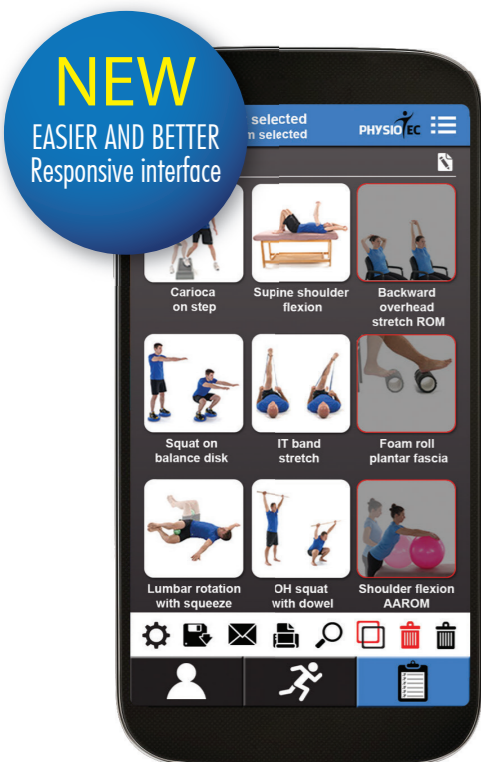 NEW
EASIER AND BETTER
Responsive interface
selected
selected
PHYSIOTEC
Carioca
on step
Supine shoulder
flexion
Backward
overhead
stretch ROM
Squat on
balance disk
IT band
stretch
Foam roll
plantar fascia
Lumbar rotation
with squeeze
OH squat
with dowel
Shoulder flexion
AAROM